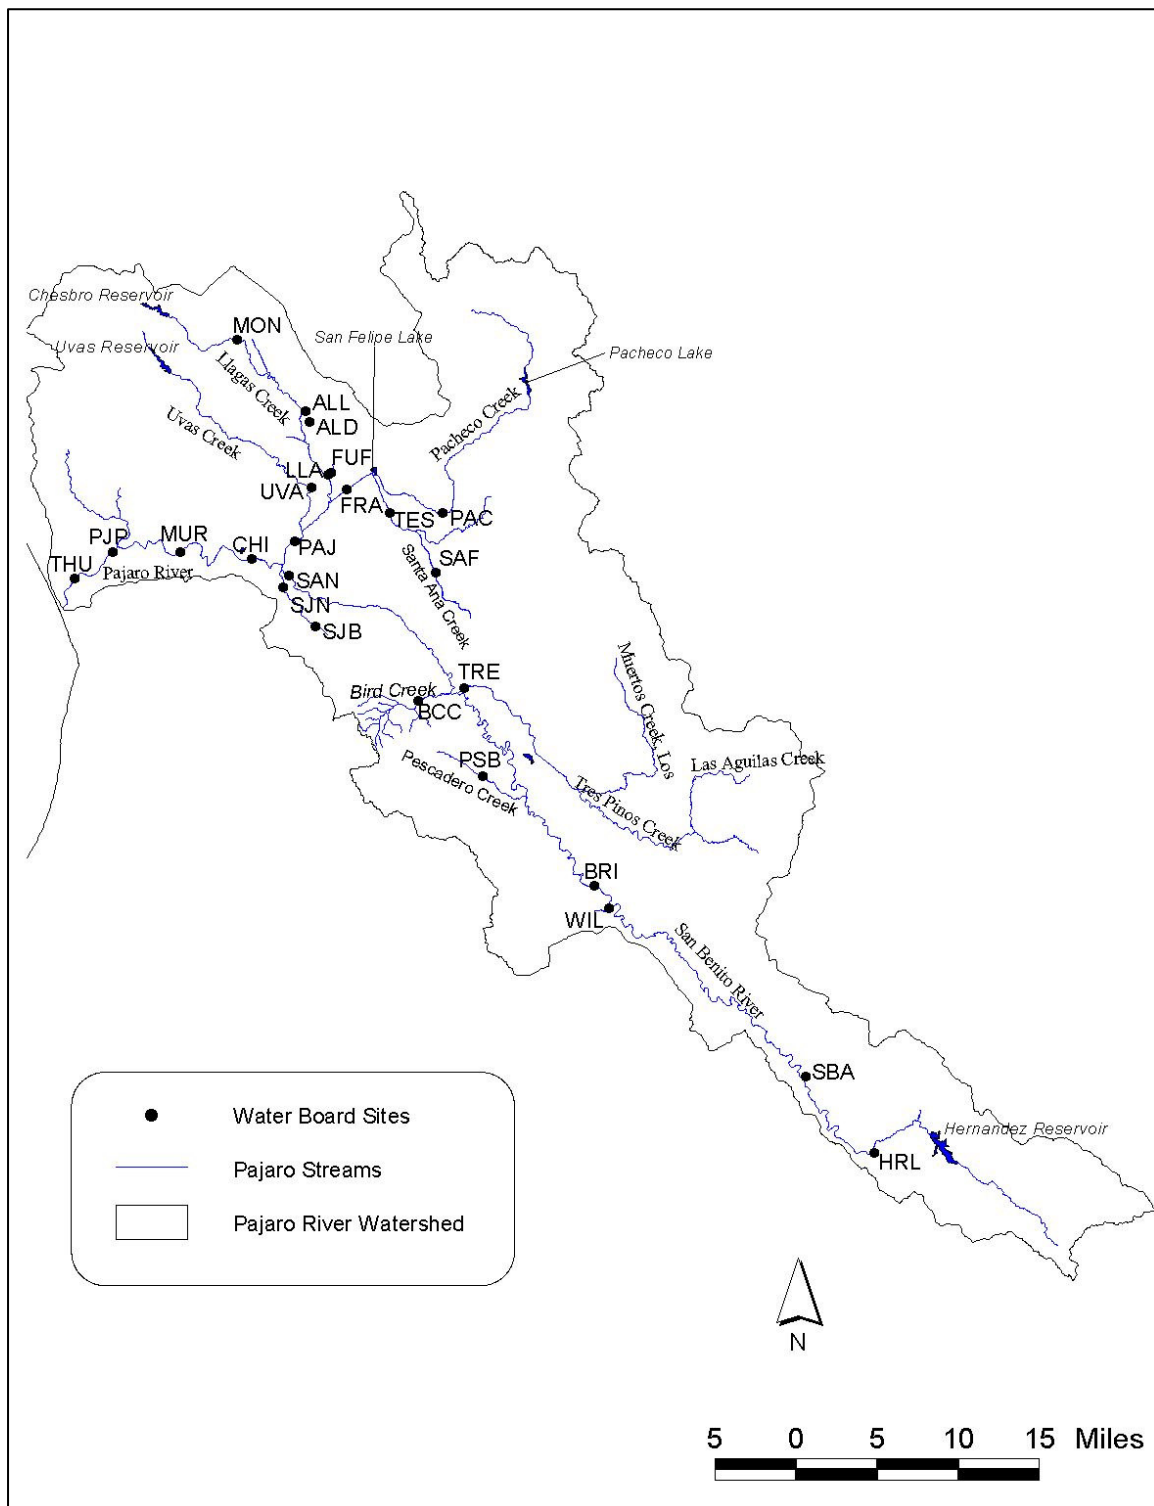 Chesbro Reservoir
MON
San Felipe Lake
Uvas Reservoir
Pacheco Lake
Llagas Creek
ALL
ALD
Pacheco Creek
Uvas Creek
LLA
FUF
UVA
FRA
TES
PAC
PJP
MUR
CHI
PAJ
THU
Pajaro River
SAN
SAF
Santa Ana Creek
SJN
SJB
TRE
Muertos Creek, Los
Bird Creek
BCC
PSB
Pescadero Creek
Las Aguilas Creek
Tres Pinos Creek
BRI
WIL
San Benito River
SBA
Hernandez Reservoir
HRL
Water Board Sites
Pajaro Streams
Pajaro River Watershed
N
5 0 5 10 15 Miles